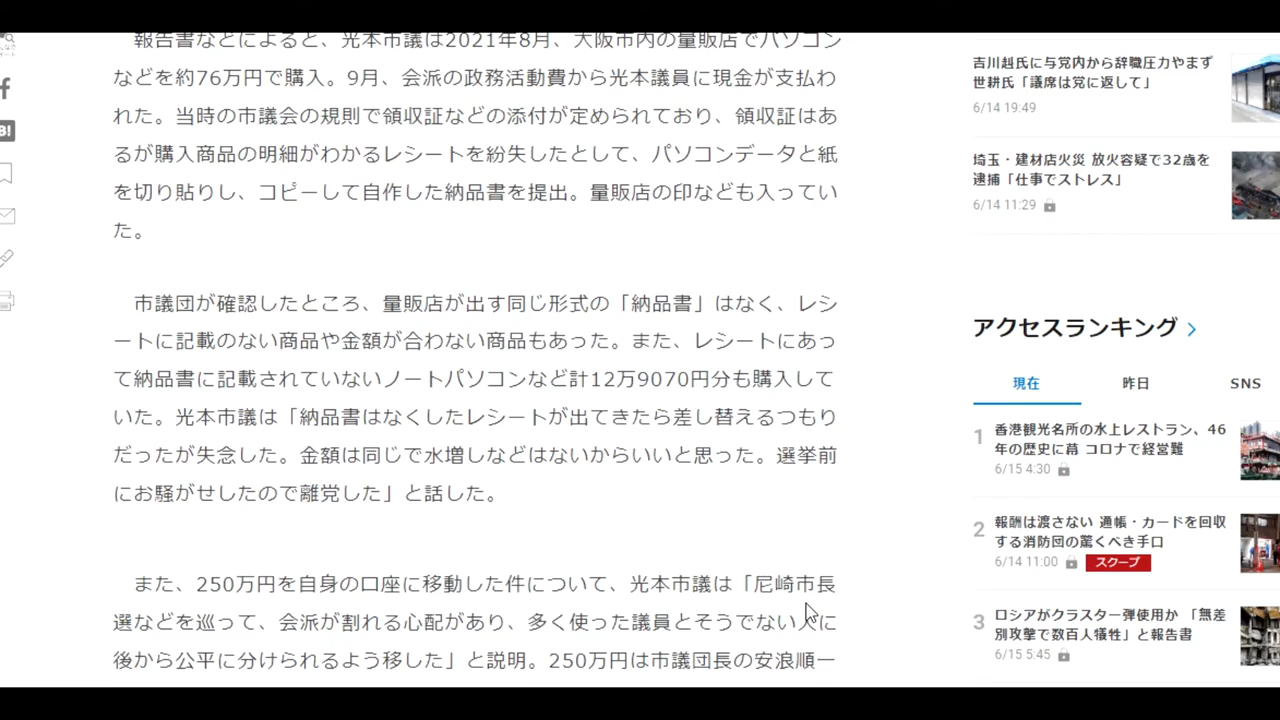 報告書などによると、光本市議は2021年8月、大阪市内の量販店でパソコン
などを約76万円で購入。9月、会派の政務活動費から光本議員に現金が支払わ
れた。当時の市議会の規則で領収証などの添付が定められており、領収証はあ
るが購入商品の明細がわかるレシートを紛失したとして、パソコンデータと紙
を切り貼りし、コピーして自作した納品書を提出。量販店の印なども入ってい
た。
市議団が確認したところ、量販店が出す同じ形式の「納品書」はなく、レシ
ートに記載のない商品や金額が合わない商品もあった。また、レシートにあっ
て納品書に記載されていないノートパソコンなど計12万9070円分も購入して
いた。光本市議は「納品書はなくしたレシートが出てきたら差し替えるつもり
だったが失念した。金額は同じで水増しなどはないからいいと思った。選挙前
にお騒がせしたので離党した」と話した。
また、250万円を自身の口座に移動した件について、光本市議は「尼崎市長
選などを巡って、会派が割れる心配があり、多く使った議員とそうでない人に
後から公平に分けられるよう移した」と説明。250万円は市議団長の安浪順一
吉川赳氏に与党内から辞職圧力やまず
世耕氏「議席は党に返して」
6/14 19:49
埼玉・建材店火災 放火容疑で32歳を
逮捕「仕事でストレス」
6/14 11:29
アクセスランキング
現在 昨日 SNS
1
香港観光名所の水上レストラン、46
年の歴史に幕 コロナで経営難
6/15 4:30
2
報酬は渡さない 通帳・カードを回収
する消防団の驚くべき手口
6/14 11:00 スクープ
3
ロシアがクラスター弾使用か 「無差
別攻撃で数百人犠牲」と報告書
6/15 5:45
B!